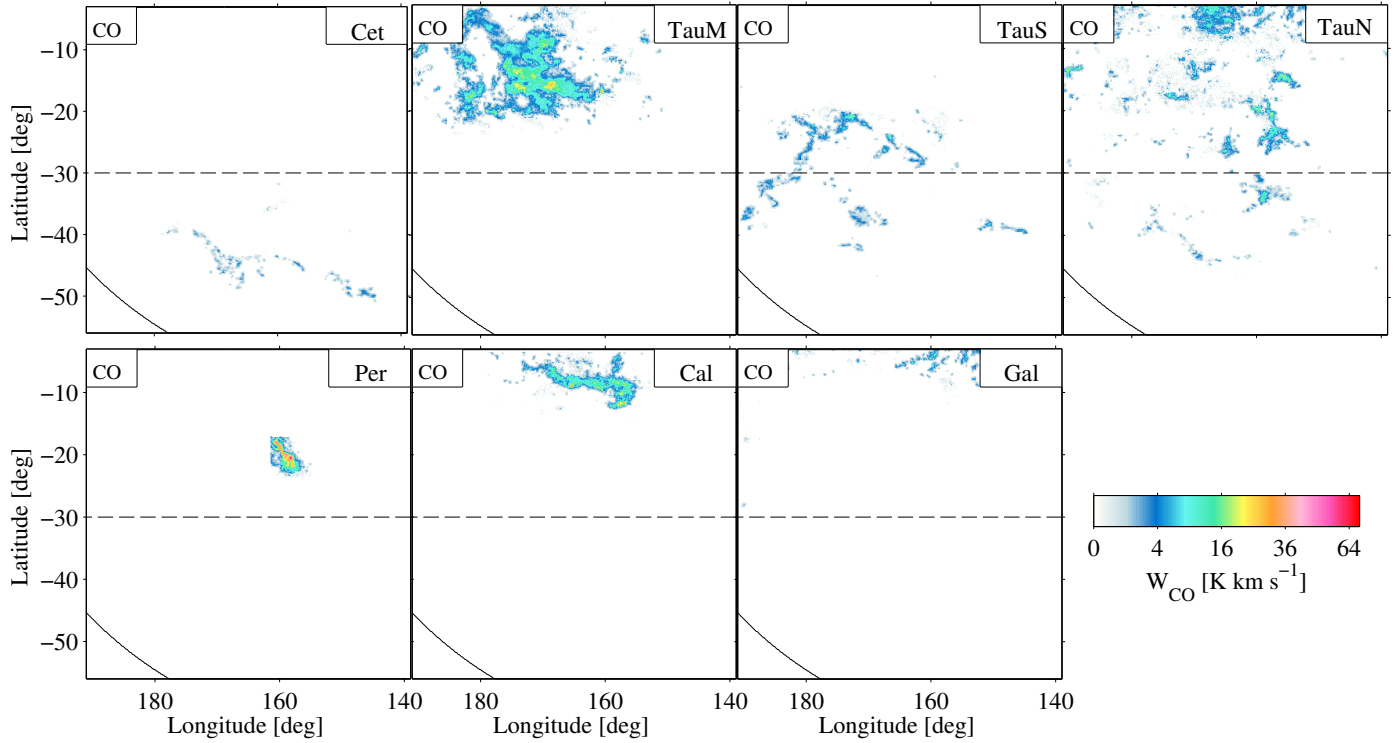 CO Cet CO TauM CO TauS CO TauN
−10
−20
−30
−40
−50
Latitude [deg]
CO Per CO Cal CO Gal
−10
−20
−30
−40
−50
Latitude [deg]
180 160 140 180 160 180 160 140
Longitude [deg] Longitude [deg] Longitude [deg]
0 4 16 36 64
W_CO [K km s⁻¹]